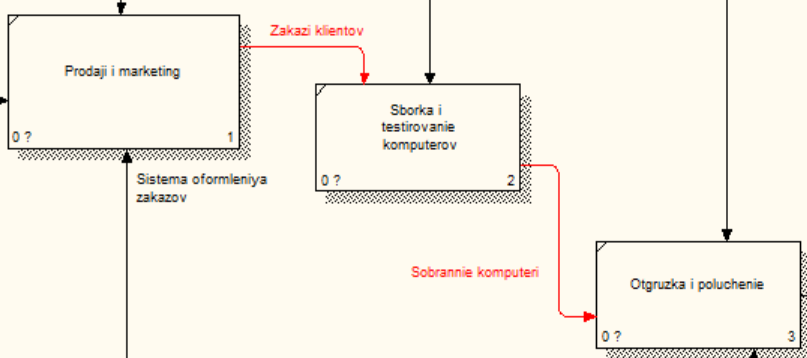 Zakazi klientov
Prodaji i marketing
0 ?
1
Sborka i
testirovanie
komputerov
0 ?
2
Sistema oformleniya
zakazov
Sobrannie komputeri
Otgruzka i poluchenie
0 ?
3